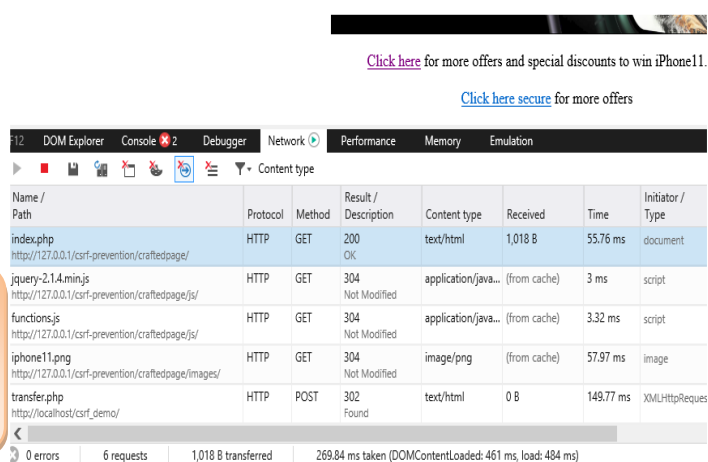 Click here for more offers and special discounts to win iPhone11.
Click here secure for more offers
F12 DOM Explorer Console 2 Debugger Network Performance Memory Emulation
Content type
Name / Path Protocol Method Result / Description Content type Received Time Initiator / Type
index.php HTTP GET 200 text/html 1,018 B 55.76 ms document
http://127.0.0.1/csrf-prevention/craftedpage/ OK
jquery-2.1.4.min.js HTTP GET 304 application/java... (from cache) 3 ms script
http://127.0.0.1/csrf-prevention/craftedpage/js/ Not Modified
functions.js HTTP GET 304 application/java... (from cache) 3.32 ms script
http://127.0.0.1/csrf-prevention/craftedpage/js/ Not Modified
iphone11.png HTTP GET 304 image/png (from cache) 57.97 ms image
http://127.0.0.1/csrf-prevention/craftedpage/images/ Not Modified
transfer.php HTTP POST 302 text/html 0 B 149.77 ms XMLHttpReques
http://localhost/csrf_demo/ Found
0 errors 6 requests 1,018 B transferred 269.84 ms taken (DOMContentLoaded: 461 ms, load: 484 ms)